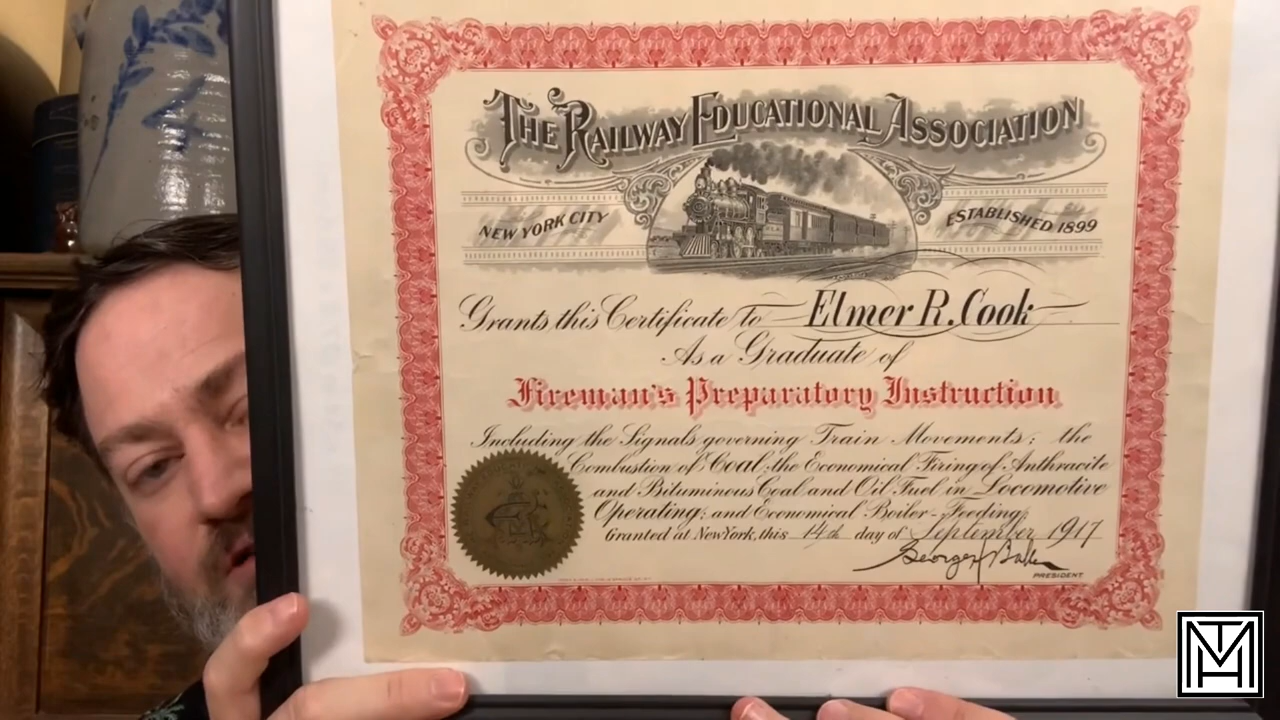 THE RAILWAY EDUCATIONAL ASSOCIATION
NEW YORK CITY
ESTABLISHED 1899
Grants this Certificate to Elmer R. Cook
As a Graduate of
Fireman's Preparatory Instruction
Including the Signals governing Train Movements; the
Combustion of Coal; the Economical Firing of Anthracite
and Bituminous Coal and Oil Fuel in Locomotive
Operating; and Economical Boiler-Feeding.
Granted at New York, this 14th day of September 1917
PRESIDENT